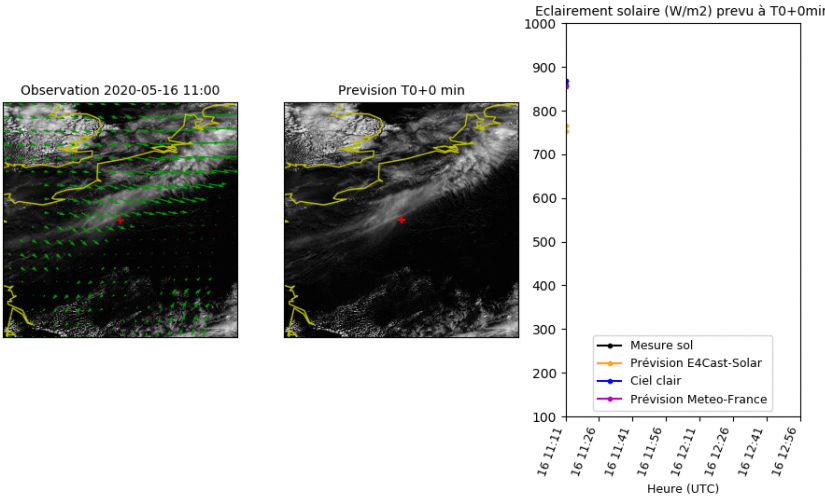 Eclairement solaire (W/m2) prevu à T0+0min
Observation 2020-05-16 11:00
Prevision T0+0 min
1000
900
800
700
600
500
400
300
200
100
Mesure sol
Prévision E4Cast-Solar
Ciel clair
Prévision Meteo-France
16 11:11
16 11:26
16 11:41
16 11:56
16 12:11
16 12:26
16 12:41
16 12:56
Heure (UTC)